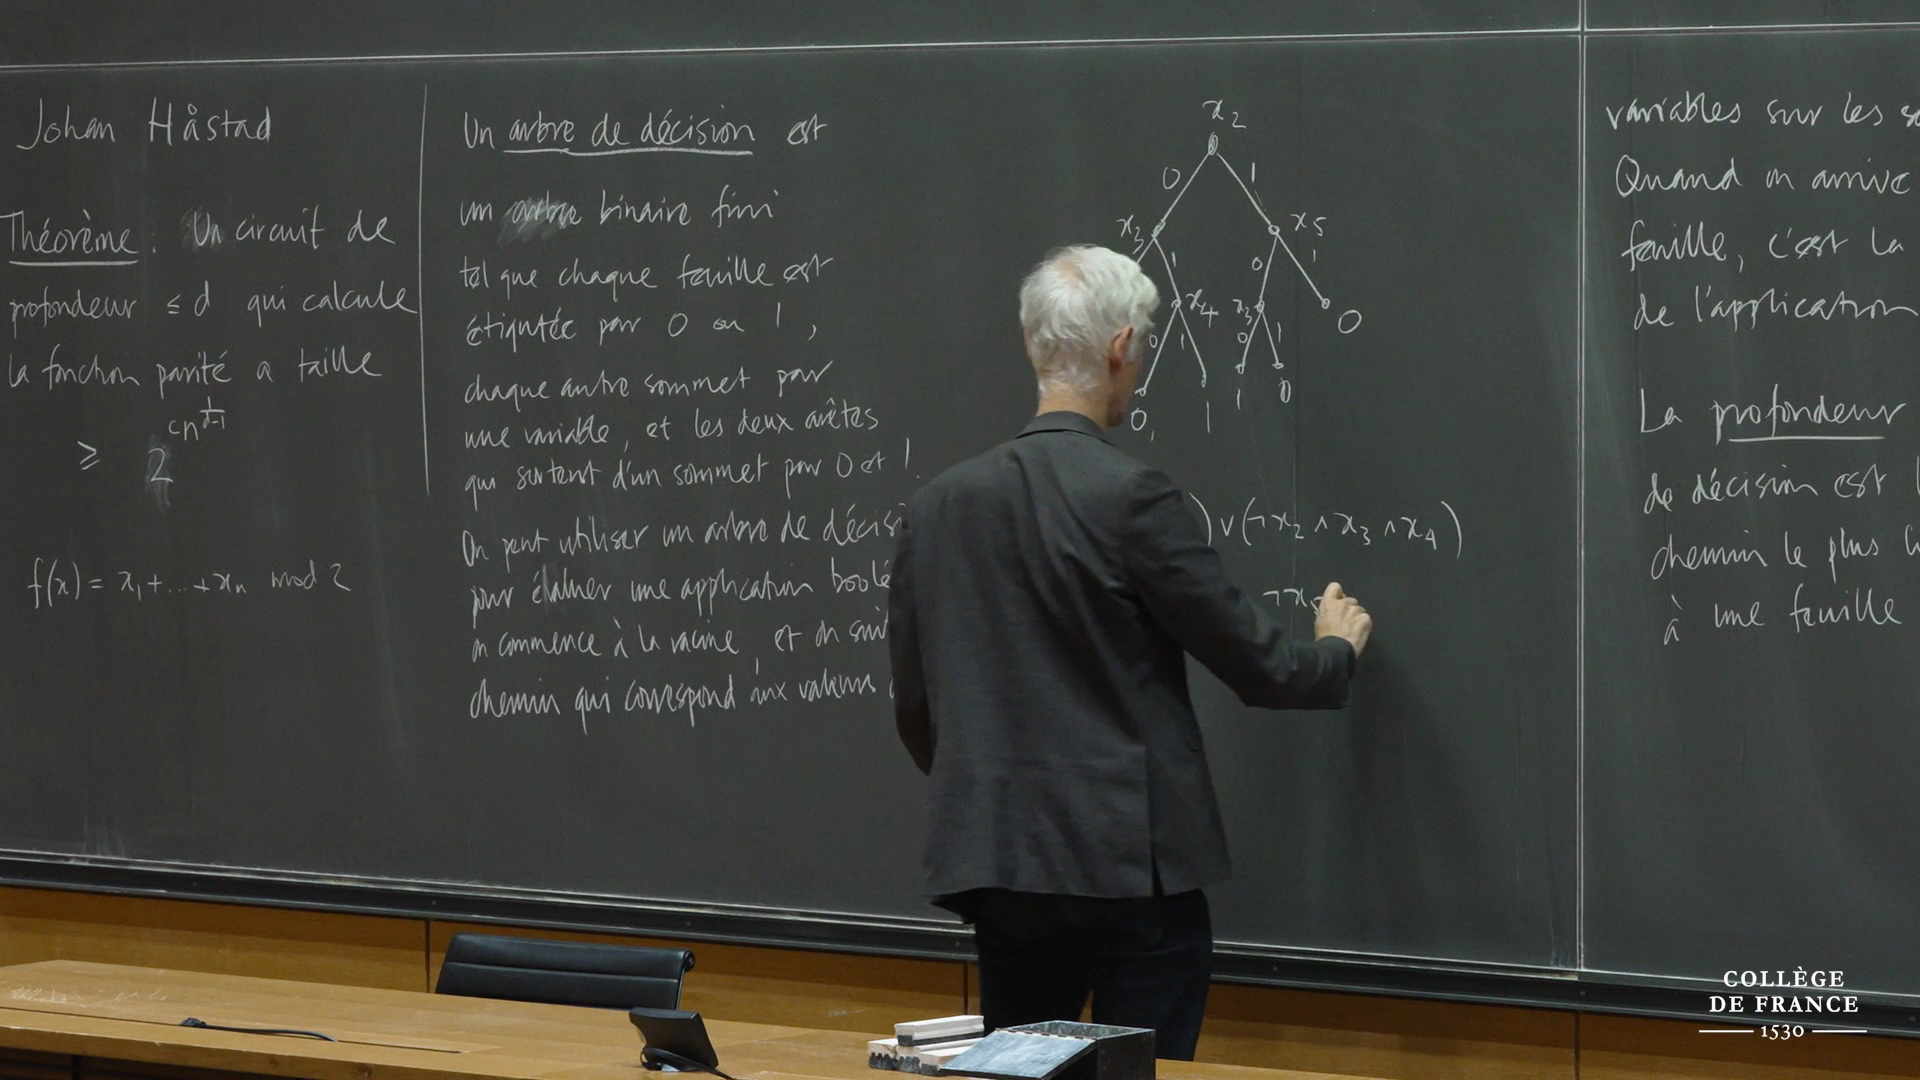 Johan Håstad
Théorème : Un circuit de
profondeur ≤ d qui calcule
la fonction parité a taille
≥ 2^{cn^{\frac{1}{d-1}}}
f(x) = x₁+...+xₙ mod 2
Un arbre de décision est
un arbre binaire fini
tel que chaque feuille est
étiquetée par 0 ou 1,
chaque autre sommet par
une variable, et les deux arêtes
qui sortent d'un sommet par 0 et 1.
On peut utiliser un arbre de décisi
pour évaluer une application boolé
on commence à la racine, et on suit
chemin qui correspond aux valeurs
x₂
0 1
x₃ x₅
1 0 1
x₄ x₃ 0
0 1 0 1
0 1 1 0
) ∨ (¬x₂ ∧ x₃ ∧ x₄)
¬x
variables sur les
Quand on arrive
feuille, c'est la
de l'application
La profondeur
de décision est
chemin le plus
à une feuille
COLLÈGE
DE FRANCE
1530